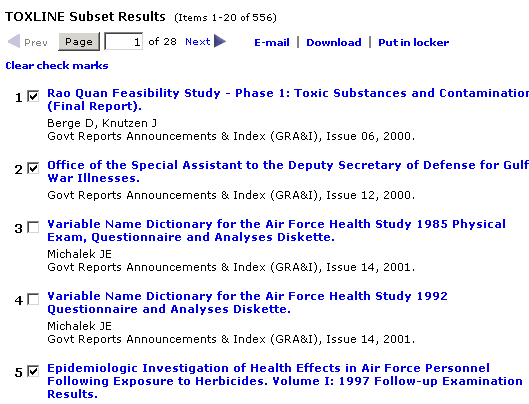 TOXLINE Subset Results (Items 1-20 of 556)
Prev Page 1 of 28 Next E-mail | Download | Put in locker
Clear check marks
1 Rao Quan Feasibility Study - Phase 1: Toxic Substances and Contamination
(Final Report).
Berge D, Knutzen J
Govt Reports Announcements & Index (GRA&I), Issue 06, 2000.
2 Office of the Special Assistant to the Deputy Secretary of Defense for Gulf
War Illnesses.
Govt Reports Announcements & Index (GRA&I), Issue 12, 2000.
3 Variable Name Dictionary for the Air Force Health Study 1985 Physical
Exam, Questionnaire and Analyses Diskette.
Michalek JE
Govt Reports Announcements & Index (GRA&I), Issue 14, 2001.
4 Variable Name Dictionary for the Air Force Health Study 1992
Questionnaire and Analyses Diskette.
Michalek JE
Govt Reports Announcements & Index (GRA&I), Issue 14, 2001.
5 Epidemiologic Investigation of Health Effects in Air Force Personnel
Following Exposure to Herbicides. Volume I: 1997 Follow-up Examination
Results.